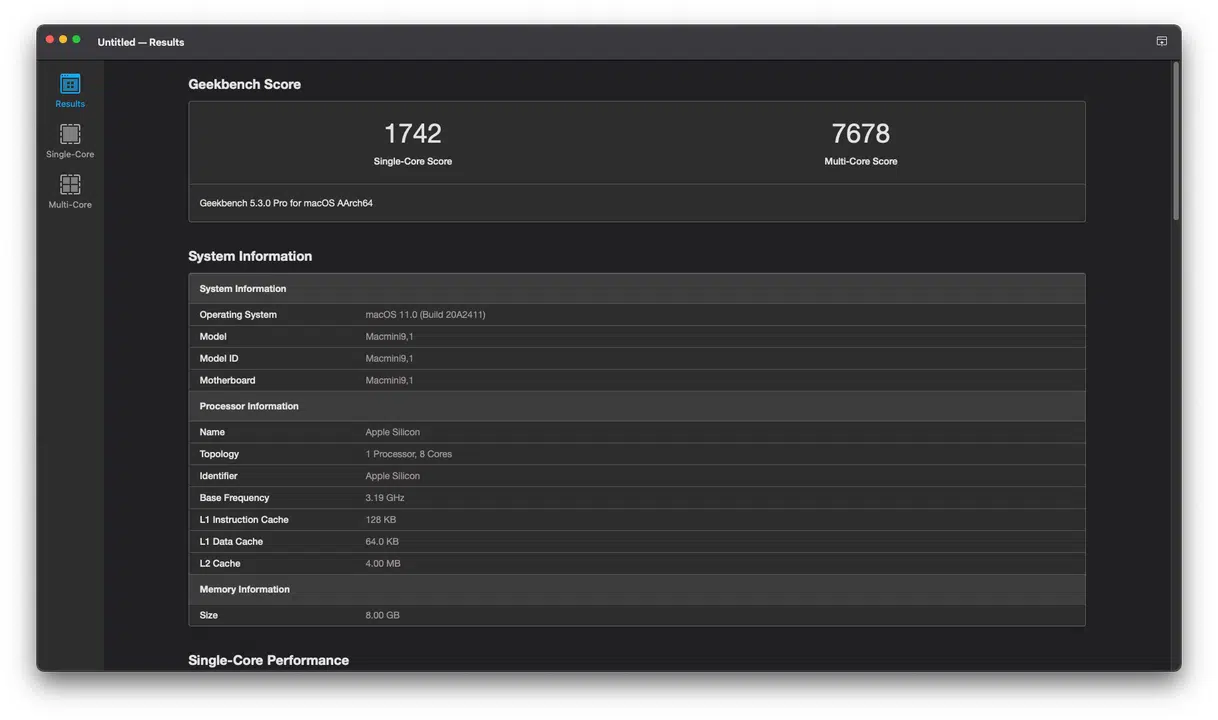 Untitled — Results
Results
Single-Core
Multi-Core
Geekbench Score
1742 7678
Single-Core Score Multi-Core Score
Geekbench 5.3.0 Pro for macOS AArch64
System Information
System Information
Operating System macOS 11.0 (Build 20A2411)
Model Macmini9,1
Model ID Macmini9,1
Motherboard Macmini9,1
Processor Information
Name Apple Silicon
Topology 1 Processor, 8 Cores
Identifier Apple Silicon
Base Frequency 3.19 GHz
L1 Instruction Cache 128 KB
L1 Data Cache 64.0 KB
L2 Cache 4.00 MB
Memory Information
Size 8.00 GB
Single-Core Performance